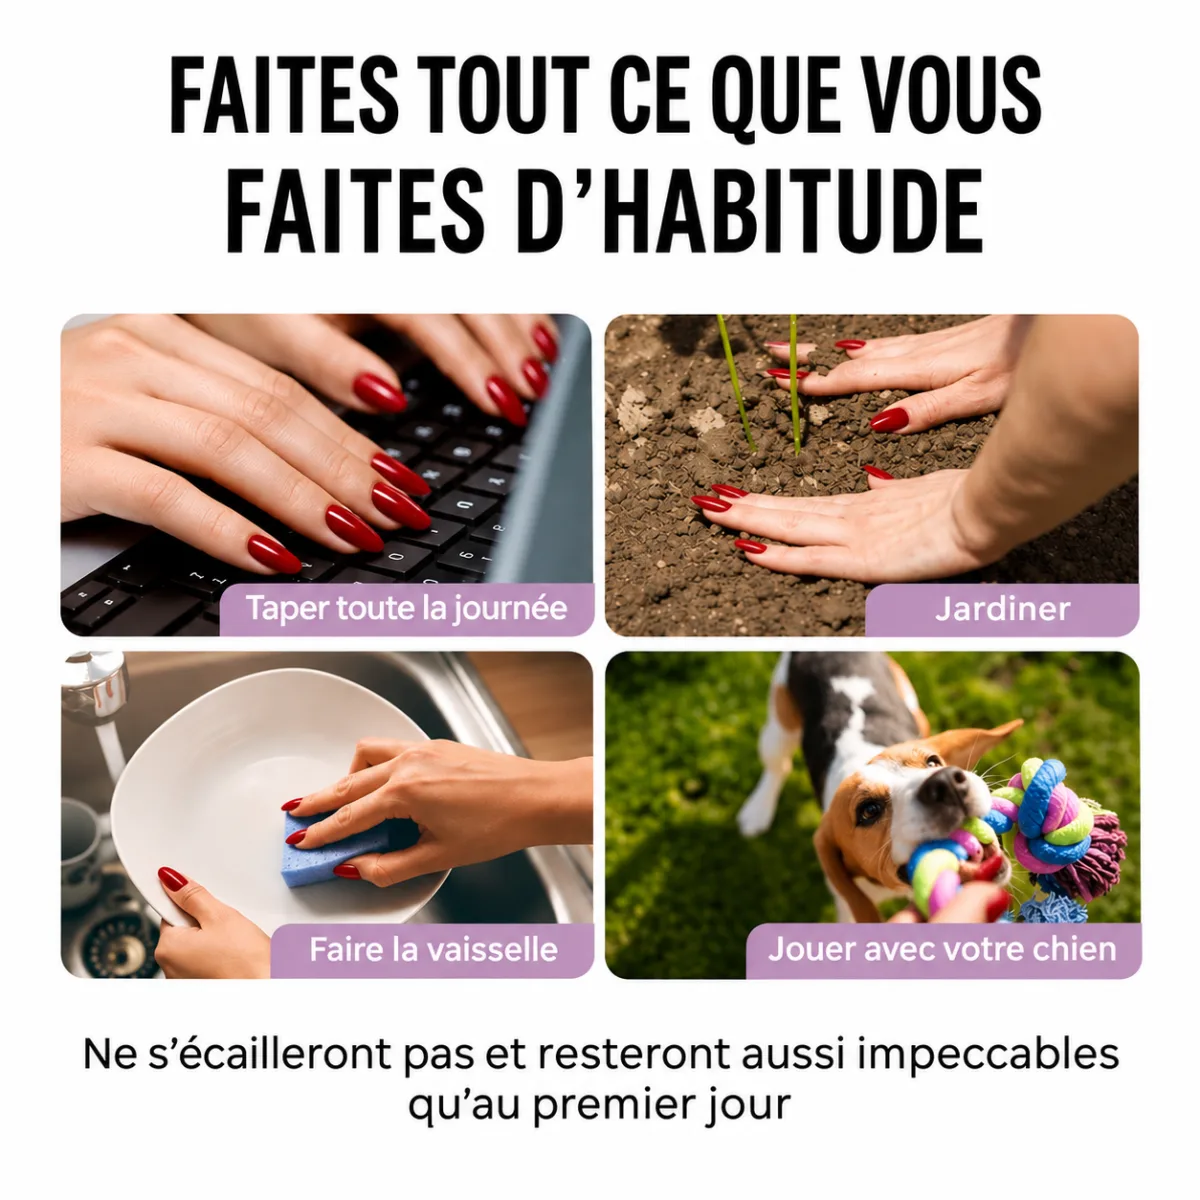 FAITES TOUT CE QUE VOUS
FAITES D’HABITUDE
Taper toute la journée
Jardiner
Faire la vaisselle
Jouer avec votre chien
Ne s’écailleront pas et resteront aussi impeccables
qu’au premier jour